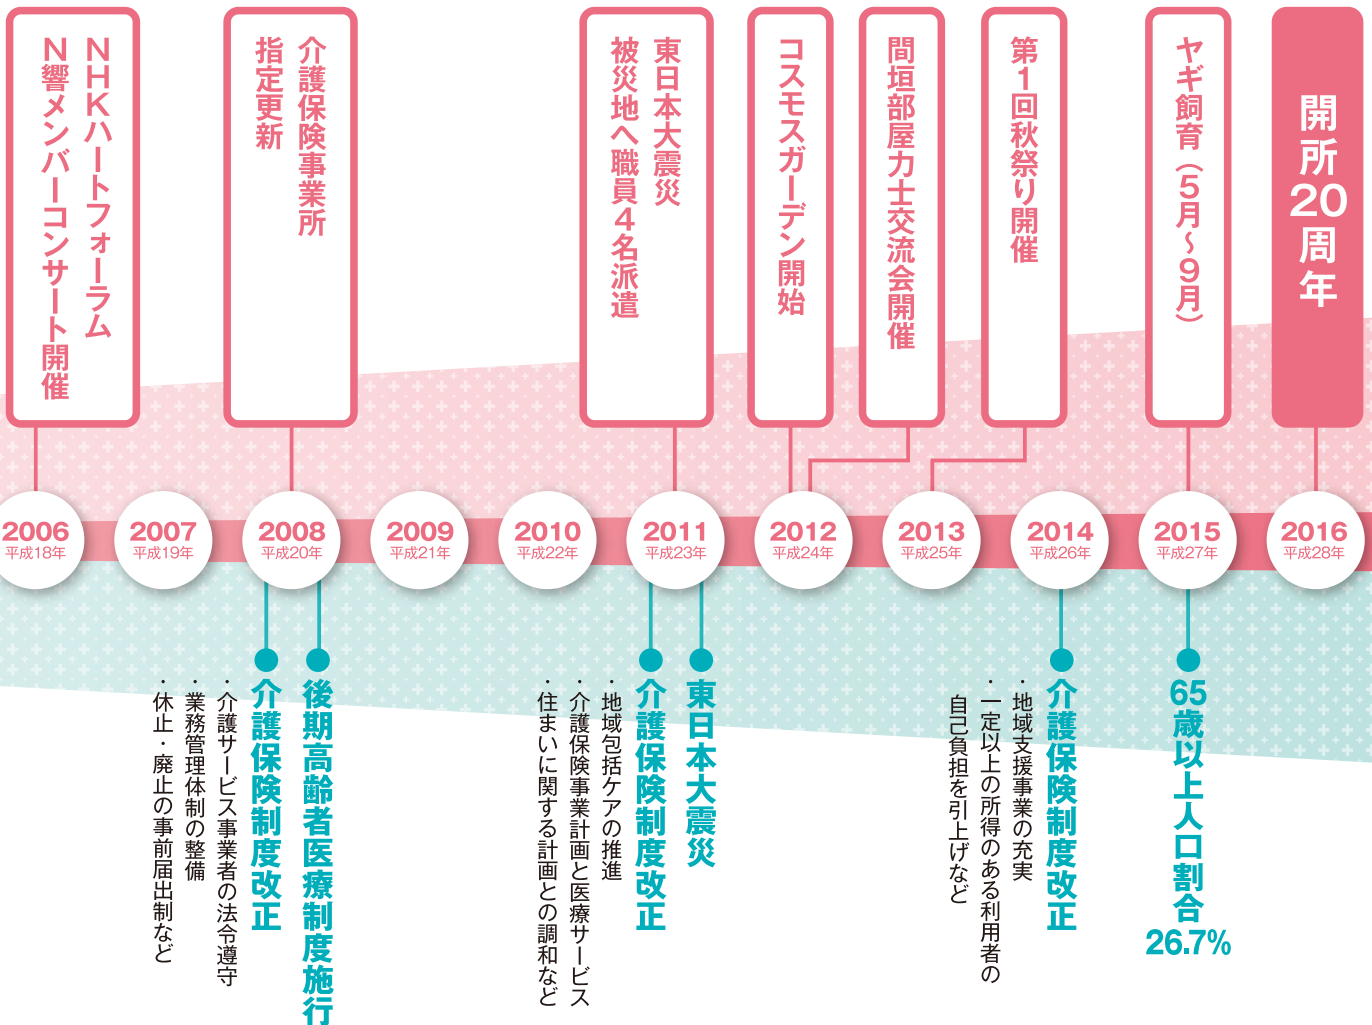 NHKハートフォーラム
N響メンバーコンサート開催
介護保険事業所
指定更新
東日本大震災
被災地へ職員4名派遣
コスモスガーデン開始
間垣部屋力士交流会開催
第1回秋祭り開催
ヤギ飼育（5月〜9月）
開所20周年
2006
平成18年
2007
平成19年
2008
平成20年
2009
平成21年
2010
平成22年
2011
平成23年
2012
平成24年
2013
平成25年
2014
平成26年
2015
平成27年
2016
平成28年
後期高齢者医療制度施行
介護保険制度改正
・介護サービス事業者の法令遵守
・業務管理体制の整備
・休止・廃止の事前届出制など
東日本大震災
介護保険制度改正
・地域包括ケアの推進
・介護保険事業計画と医療サービス
・住まいに関する計画との調和など
介護保険制度改正
・地域支援事業の充実
・一定以上の所得のある利用者の
自己負担を引上げなど
65歳以上人口割合
26.7%